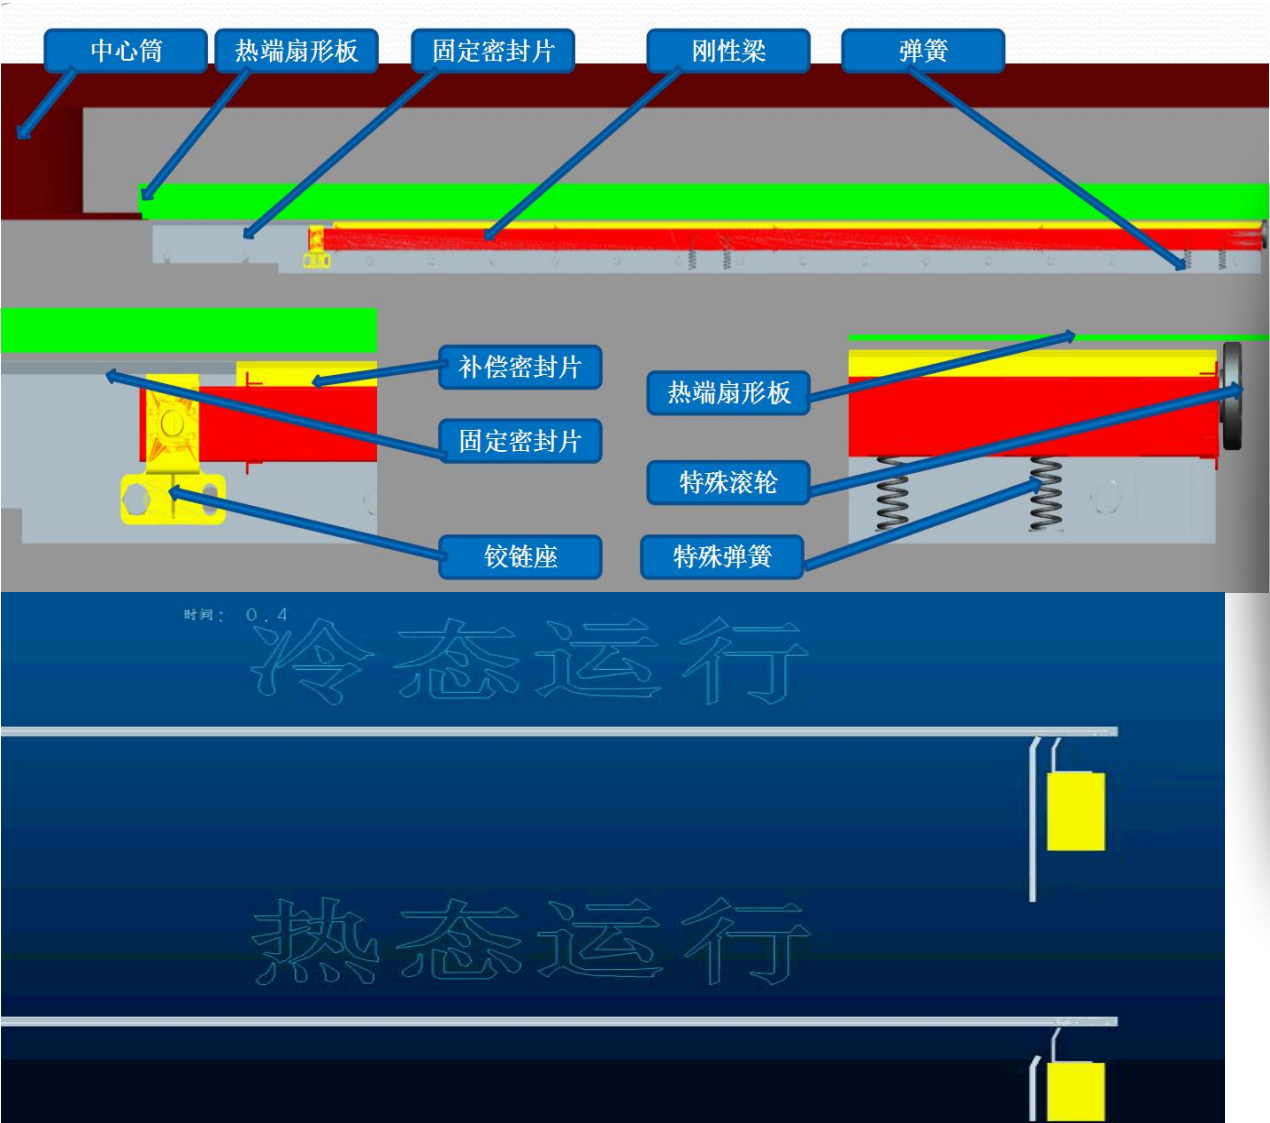 中心筒
热端扇形板
固定密封片
刚性梁
弹簧
补偿密封片
固定密封片
铰链座
热端扇形板
特殊滚轮
特殊弹簧
时间： 0.4
冷态运行
热态运行